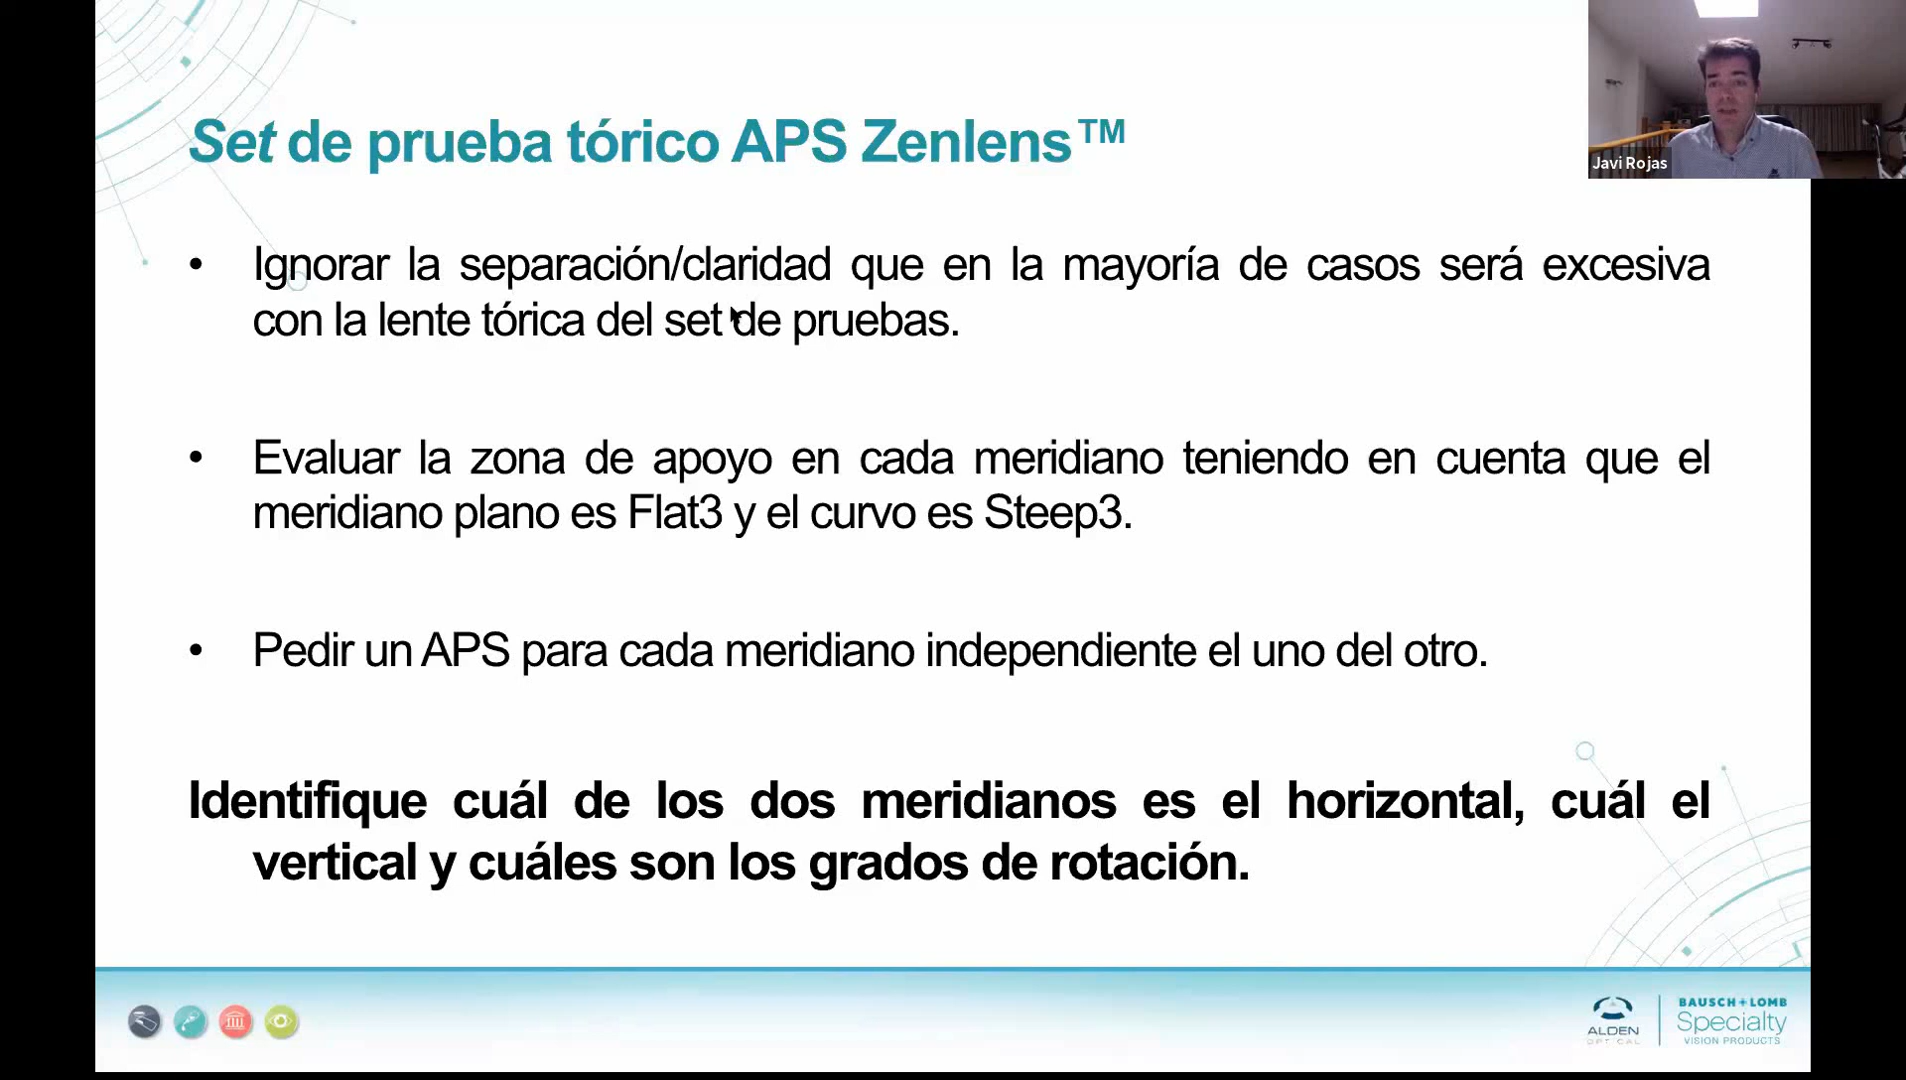 Set de prueba tórico APS Zenlens™
Javi Rojas
• Ignorar la separación/claridad que en la mayoría de casos será excesiva
con la lente tórica del set de pruebas.
• Evaluar la zona de apoyo en cada meridiano teniendo en cuenta que el
meridiano plano es Flat3 y el curvo es Steep3.
• Pedir un APS para cada meridiano independiente el uno del otro.
Identifique cuál de los dos meridianos es el horizontal, cuál el
vertical y cuáles son los grados de rotación.
ALDEN
OPTICAL
BAUSCH + LOMB
Specialty
VISION PRODUCTS